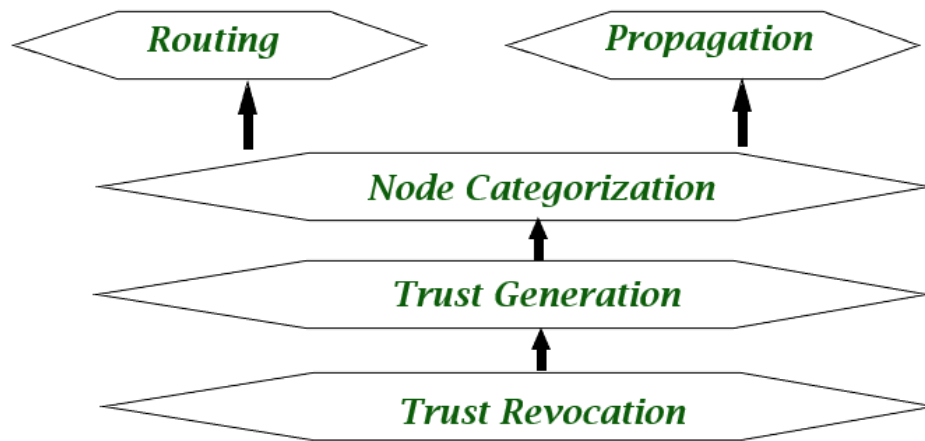 Routing
Propagation
Node Categorization
Trust Generation
Trust Revocation